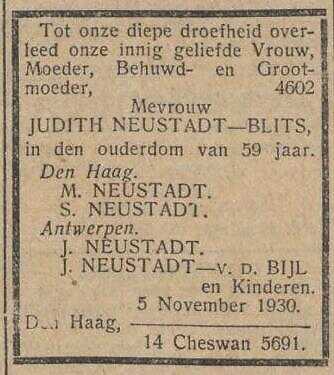 Tot onze diepe droefheid over-
leed onze innig geliefde Vrouw,
Moeder, Behuwd- en Groot-
moeder, 4602
Mevrouw
JUDITH NEUSTADT—BLITS,
in den ouderdom van 59 jaar.
Den Haag.
M. NEUSTADT.
S. NEUSTADT.
Antwerpen.
J. NEUSTADT.
J. NEUSTADT—V. D. BIJL
en Kinderen.
5 November 1930.
Den Haag,
14 Cheswan 5691.